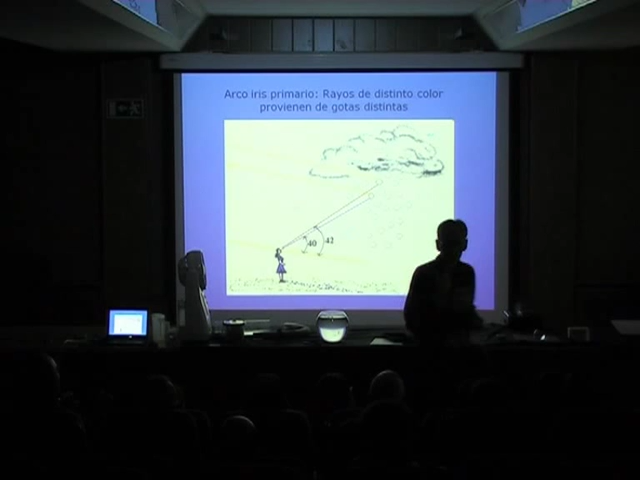 Arco iris primario: Rayos de distinto color
provienen de gotas distintas
40 42